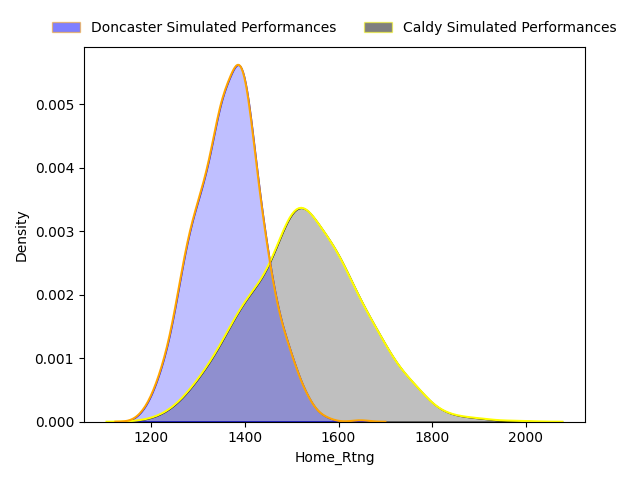 Doncaster Simulated Performances
Caldy Simulated Performances
0.005
0.004
0.003
0.002
0.001
0.000
Density
1200
1400
1600
1800
2000
Home_Rtng